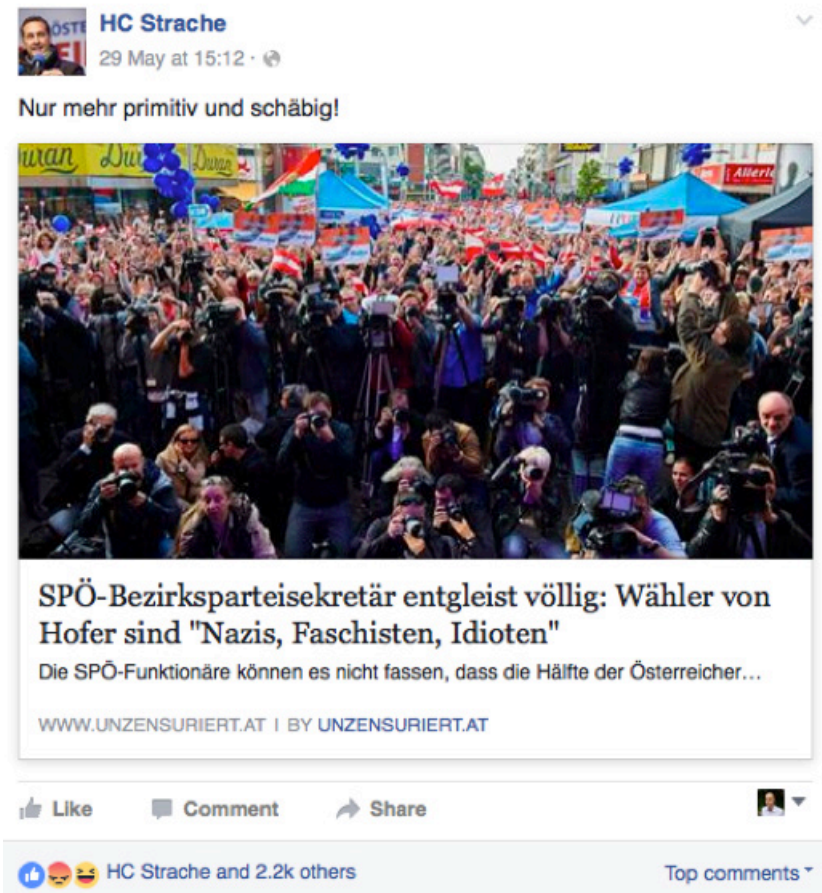 HC Strache
29 May at 15:12 ·
Nur mehr primitiv und schäbig!
Duran
Allerle
SPÖ-Bezirksparteisekretär entgleist völlig: Wähler von
Hofer sind "Nazis, Faschisten, Idioten"
Die SPÖ-Funktionäre können es nicht fassen, dass die Hälfte der Österreicher...
WWW.UNZENSURIERT.AT | BY UNZENSURIERT.AT
Like Comment Share
HC Strache and 2.2k others
Top comments